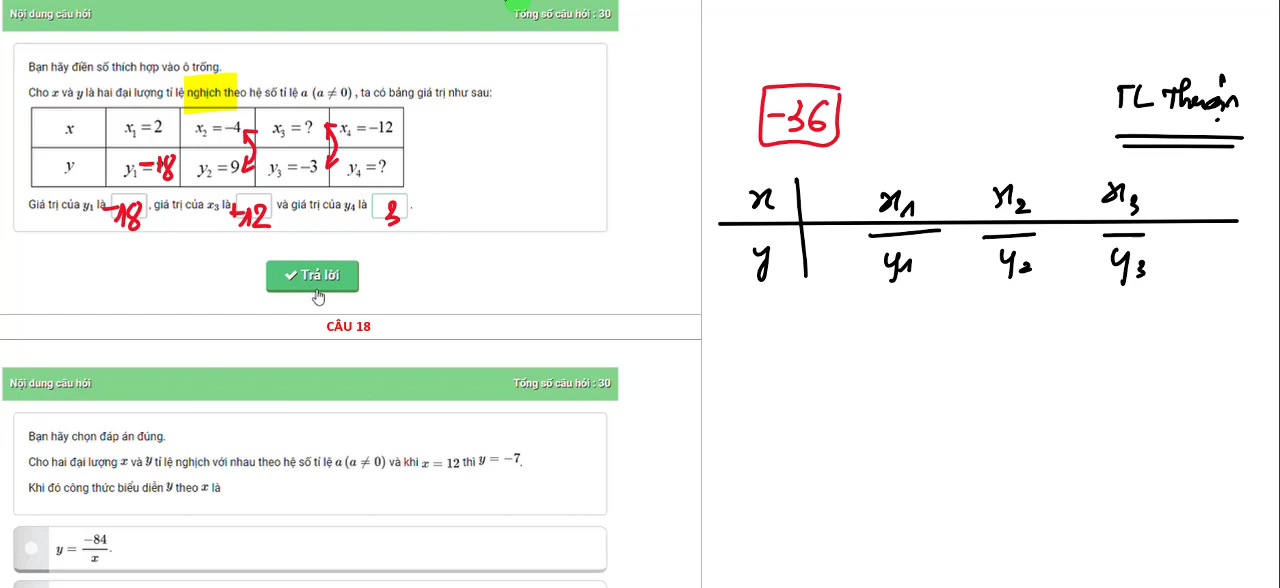 Nội dung câu hỏi Tổng số câu hỏi : 30
Bạn hãy điền số thích hợp vào ô trống.
Cho x và y là hai đại lượng tỉ lệ nghịch theo hệ số tỉ lệ a (a ≠ 0) , ta có bảng giá trị như sau:
x x₁ = 2 x₂ = −4 x₃ = ? x₄ = −12
y y₁ = -18 y₂ = 9 y₃ = −3 y₄ = ?
Giá trị của y₁ là -18 , giá trị của x₃ là +12 và giá trị của y₄ là 3 .
✓ Trả lời
CÂU 18
Nội dung câu hỏi Tổng số câu hỏi : 30
Bạn hãy chọn đáp án đúng.
Cho hai đại lượng x và y tỉ lệ nghịch với nhau theo hệ số tỉ lệ a (a ≠ 0) và khi x = 12 thì y = −7.
Khi đó công thức biểu diễn y theo x là
y = −84/x.
-36
TL Thuận
x x₁ x₂ x₃
y y₁ y₂ y₃